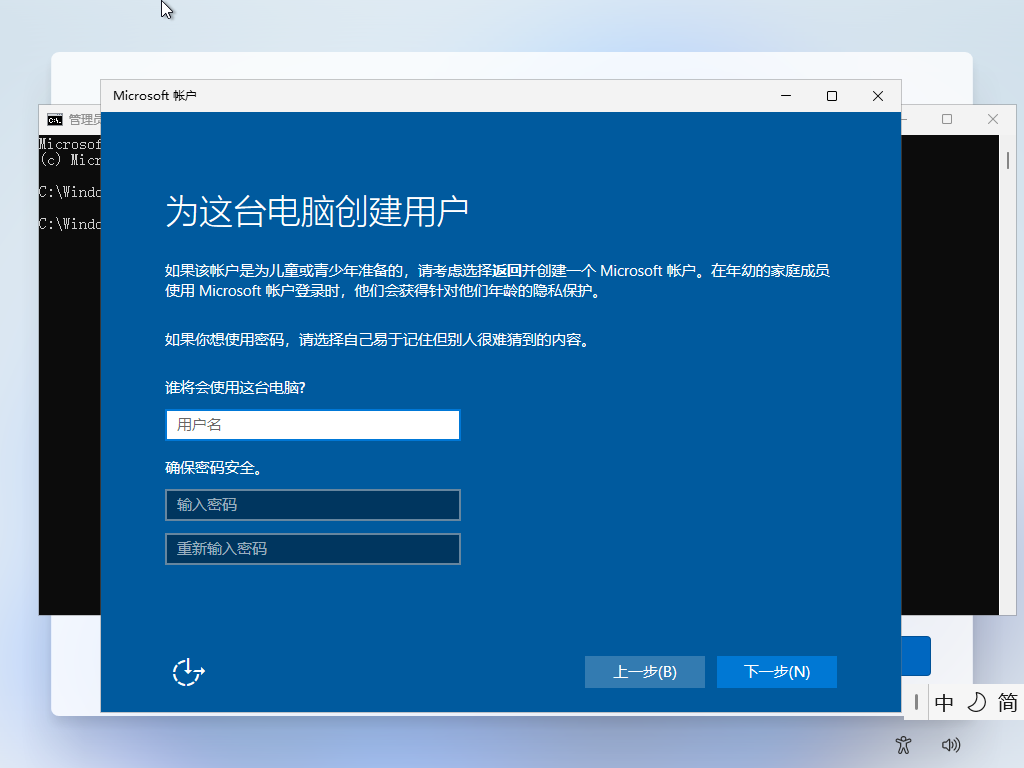 Microsoft 帐户
管理员
Microsof
(c) Micr
C:\Windo
C:\Windo
为这台电脑创建用户
如果该帐户是为儿童或青少年准备的，请考虑选择返回并创建一个 Microsoft 帐户。在年幼的家庭成员
使用 Microsoft 帐户登录时，他们会获得针对他们年龄的隐私保护。
如果你想使用密码，请选择自己易于记住但别人很难猜到的内容。
谁将会使用这台电脑?
用户名
确保密码安全。
输入密码
重新输入密码
上一步(B)
下一步(N)
中
简